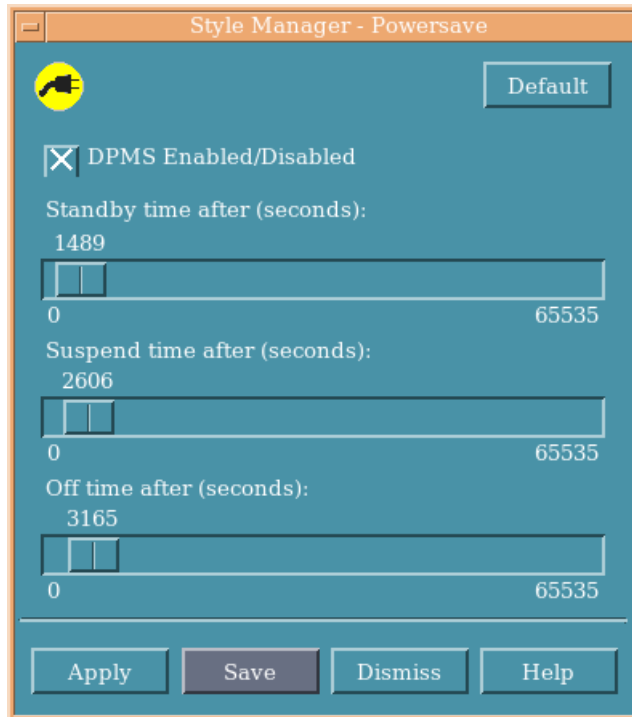 Style Manager - Powersave
Default
DPMS Enabled/Disabled
Standby time after (seconds):
1489
0 65535
Suspend time after (seconds):
2606
0 65535
Off time after (seconds):
3165
0 65535
Apply Save Dismiss Help